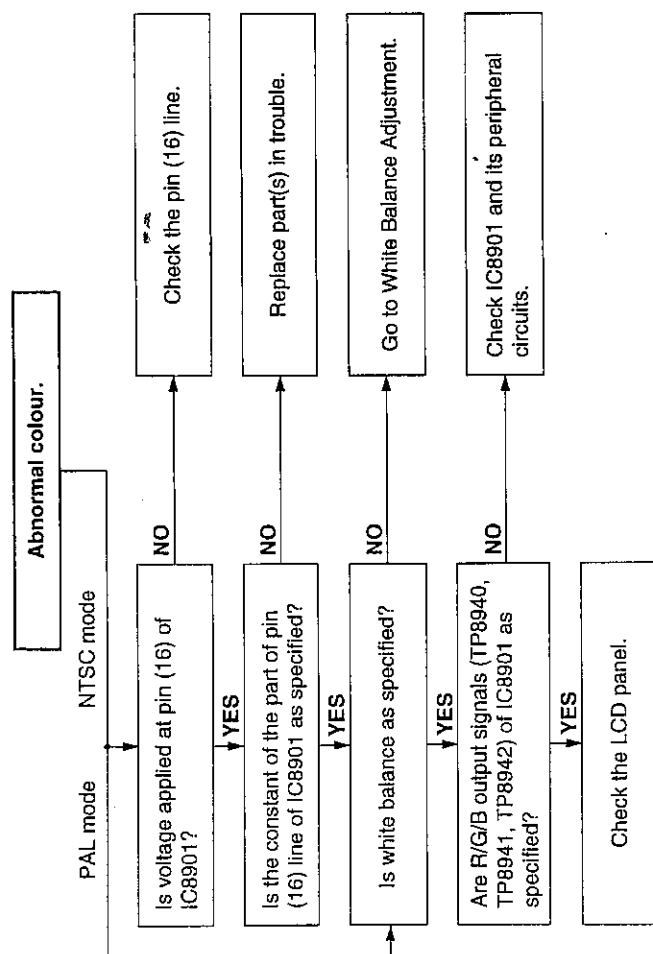 Abnormal colour.
PAL mode
NTSC mode
Is voltage applied at pin (16) of
IC8901?
NO
Check the pin (16) line.
YES
Is the constant of the part of pin
(16) line of IC8901 as specified?
NO
Replace part(s) in trouble.
YES
Is white balance as specified?
NO
Go to White Balance Adjustment.
YES
Are R/G/B output signals (TP8940,
TP8941, TP8942) of IC8901 as
specified?
NO
Check IC8901 and its peripheral
circuits.
YES
Check the LCD panel.